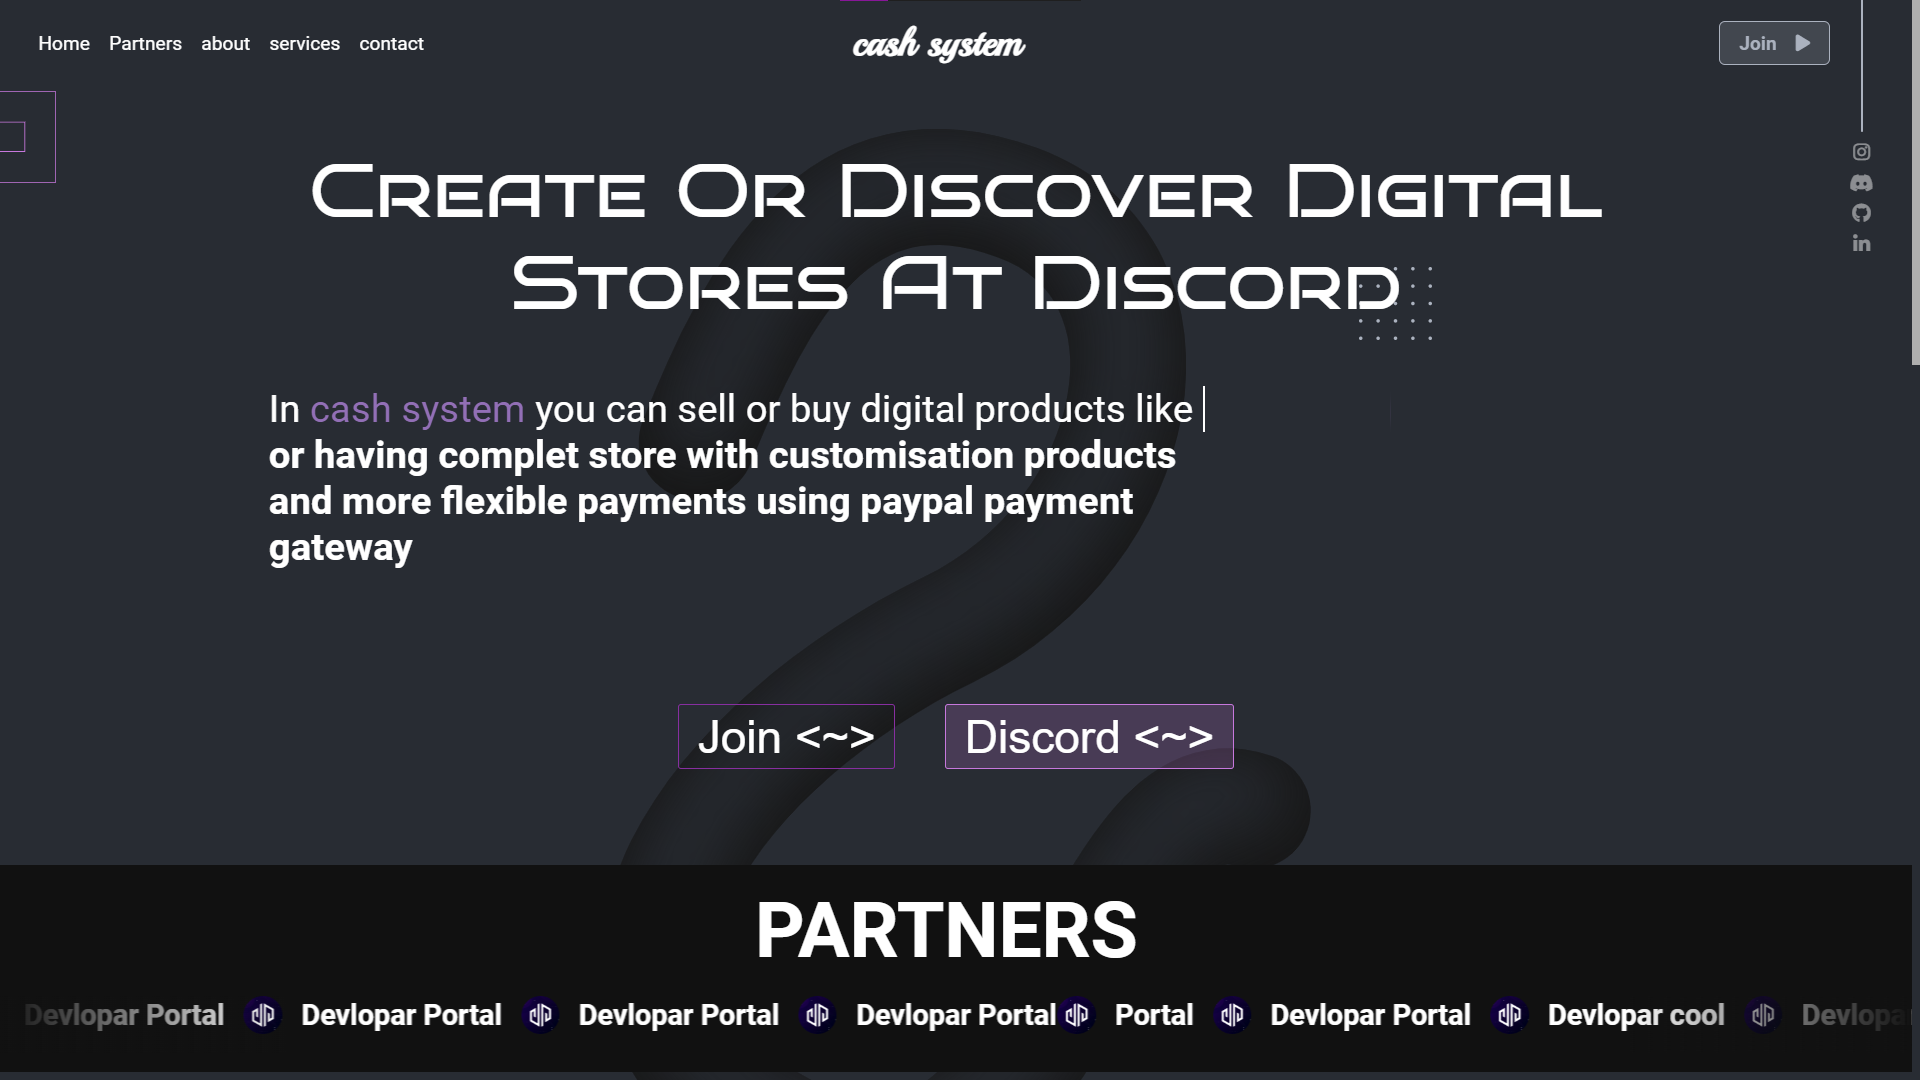 Home Partners about services contact
cash system
Join
Create Or Discover Digital
Stores At Discord
In cash system you can sell or buy digital products like
or having complet store with customisation products
and more flexible payments using paypal payment
gateway
Join <~>
Discord <~>
PARTNERS
Devlopar Portal Devlopar Portal Devlopar Portal Devlopar Portal Portal Devlopar Portal Devlopar cool Devlopa